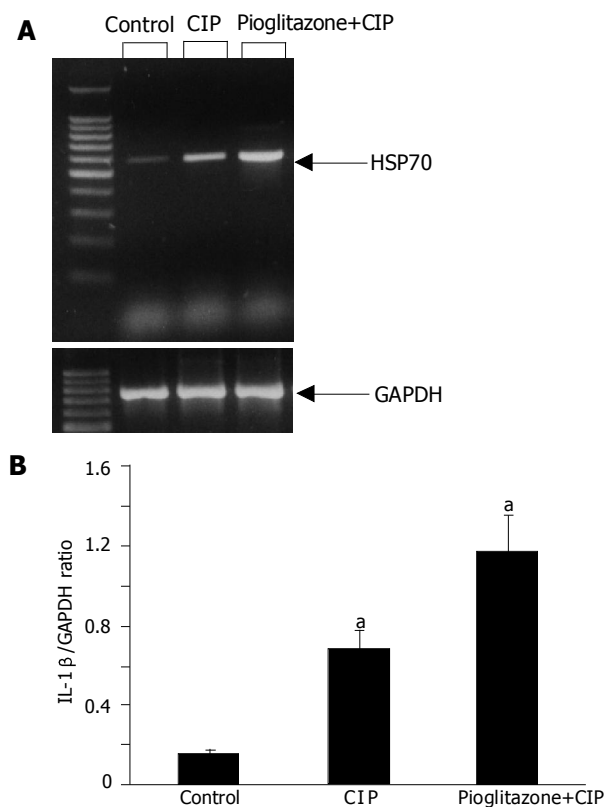 A
Control CIP Pioglitazone+CIP
HSP70
GAPDH
B
IL-1 β/GAPDH ratio
1.6
1.2
0.8
0.4
0
a
a
Control CIP Pioglitazone+CIP